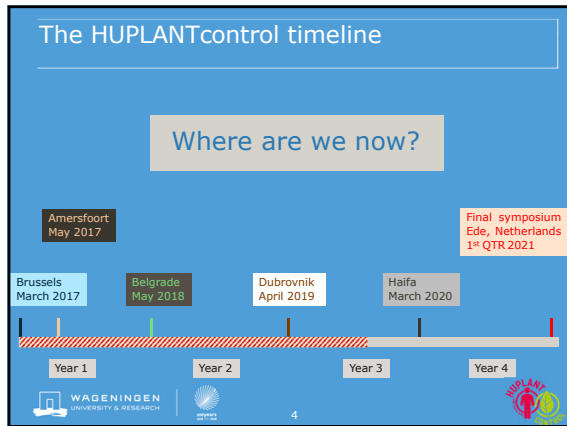 The HUPLANTcontrol timeline
Where are we now?
Amersfoort
May 2017
Final symposium
Ede, Netherlands
1st QTR 2021
Brussels
March 2017
Belgrade
May 2018
Dubrovnik
April 2019
Haifa
March 2020
Year 1
Year 2
Year 3
Year 4
WAGENINGEN
UNIVERSITY & RESEARCH
4
HUPLANT
CONTROL